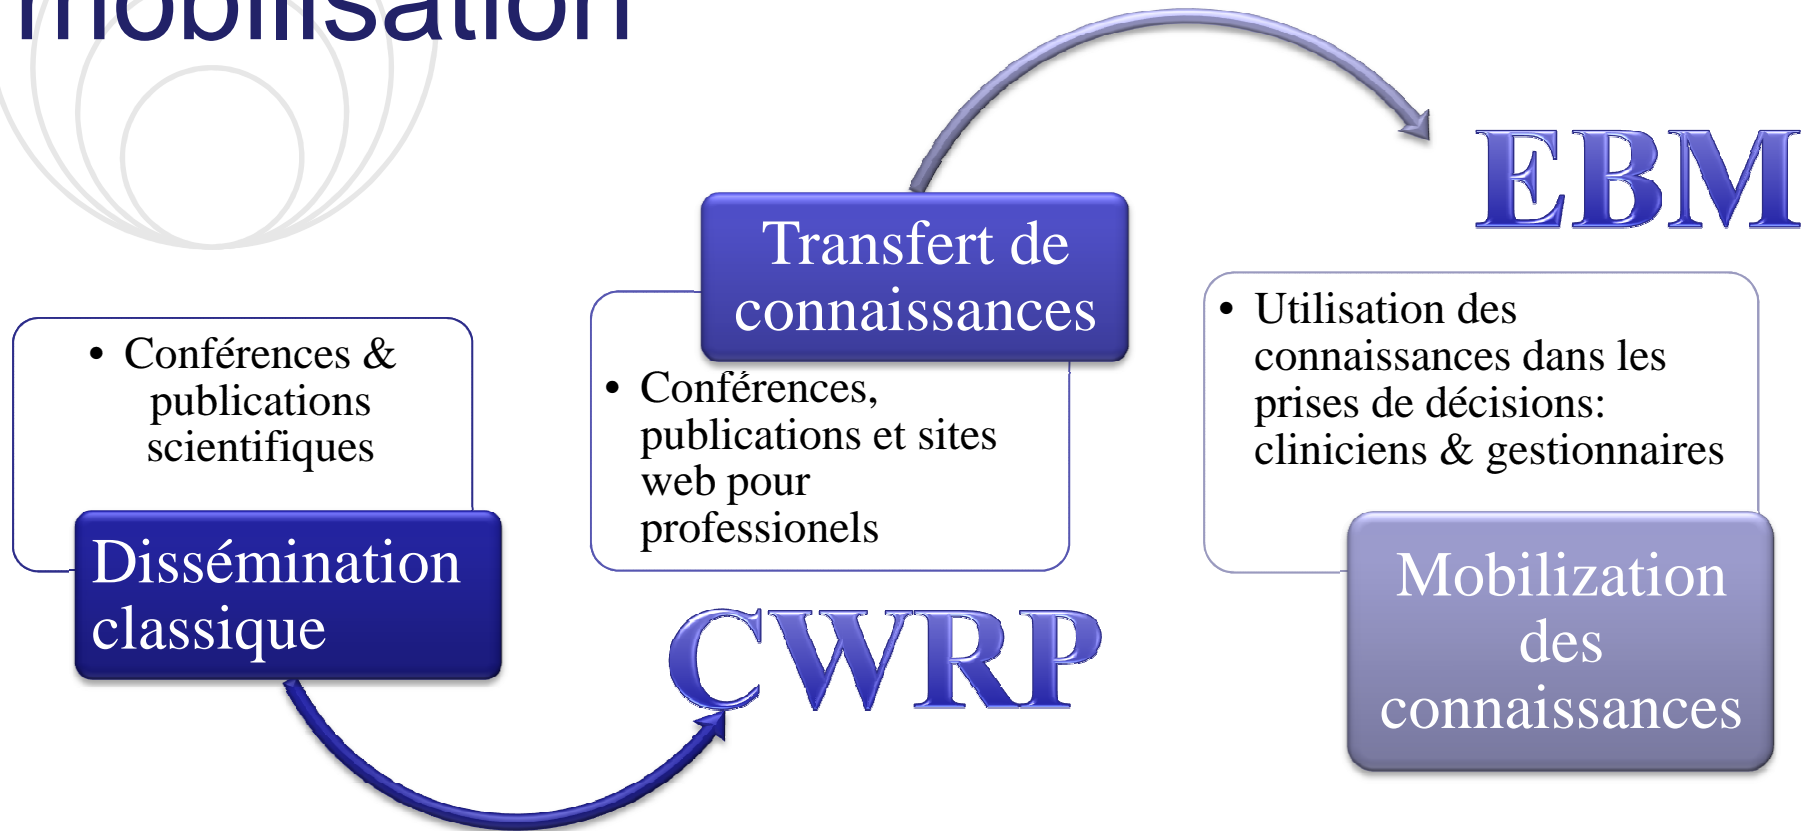 mobilisation
• Conférences &
publications
scientifiques
Dissémination
classique
Transfert de
connaissances
• Conférences,
publications et sites
web pour
professionels
CWRP
EBM
• Utilisation des
connaissances dans les
prises de décisions:
cliniciens & gestionnaires
Mobilization
des
connaissances